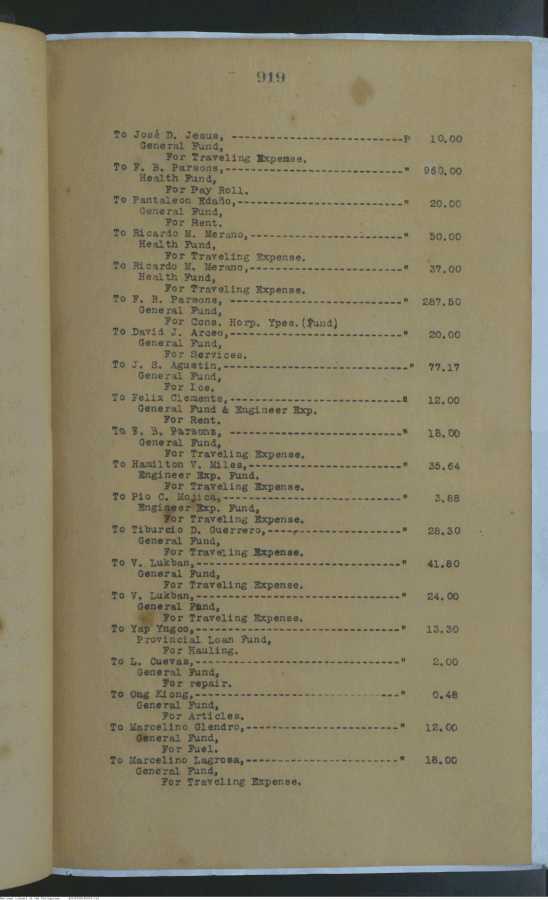 919
To José D. Jesus, --------------------------P 10.00
General Fund,
For Traveling Expense.
To F. B. Parsons,---------------------------" 960.00
Health Fund,
For Pay Roll.
To Pantaleon Edaño,-------------------------" 20.00
General Fund,
For Rent.
To Ricardo M. Merano,-----------------------" 50.00
Health Fund,
For Traveling Expense.
To Ricardo M. Merano,-----------------------" 37.00
Health Fund,
For Traveling Expense.
To F. B. Parsons, --------------------------" 287.50
General Fund,
For Cons. Horp. Ypec.(Fund)
To David J. Arceo,--------------------------" 20.00
General Fund,
For Services.
To J. S. Agustin,----------------------------" 77.17
General Fund,
For Ice.
To Felix Clemente,--------------------------" 12.00
General Fund & Engineer Exp.
For Rent.
To F. B. Parsons, --------------------------" 18.00
General Fund,
For Traveling Expense.
To Hamilton V. Miles,-----------------------" 35.64
Engineer Exp. Fund.
For Traveling Expense.
To Pio C. Mojica,---------------------------" 3.88
Engineer Exp. Fund,
For Traveling Expense.
To Tiburcio D. Guerrero,--------------------" 28.30
General Fund,
For Traveling Expense.
To V. Lukban,-------------------------------" 41.80
General Fund,
For Traveling Expense.
To V. Lukban,-------------------------------" 24.00
General Fund,
For Traveling Expense.
To Yap Yngco,-------------------------------" 13.30
Provincial Loan Fund,
For Hauling.
To L. Cuevas,-------------------------------" 2.00
General Fund,
For repair.
To Ong Kiong,-------------------------------" 0.48
General Fund,
For Articles.
To Marcelino Glendro,-----------------------" 12.00
General Fund,
For Fuel.
To Marcelino Lagrosa,-----------------------" 18.00
General Fund,
For Traveling Expense.
National Library of the Philippines